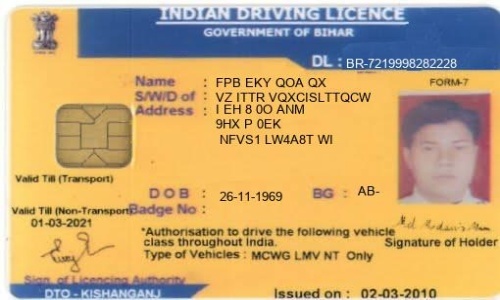 INDIAN DRIVING LICENCE
GOVERNMENT OF BIHAR
DL : BR-7219998282228
FORM-7
Name : FPB EKY QOA QX
S/W/D of : VZ ITTR VQXCISLTTQCW
Address : I EH 8 0O ANM
9HX P 0EK
NFVS1 LW4A8T WI
Valid Till (Transport)
D O B : 26-11-1969 BG : AB-
Valid Till (Non-Transport)
Badge No :
01-03-2021
*Authorisation to drive the following vehicle
class throughout India.
Type of Vehicles : MCWG LMV NT Only
Signature of Holder
Sign. of Licencing Authority
DTO - KISHANGANJ
Issued on : 02-03-2010